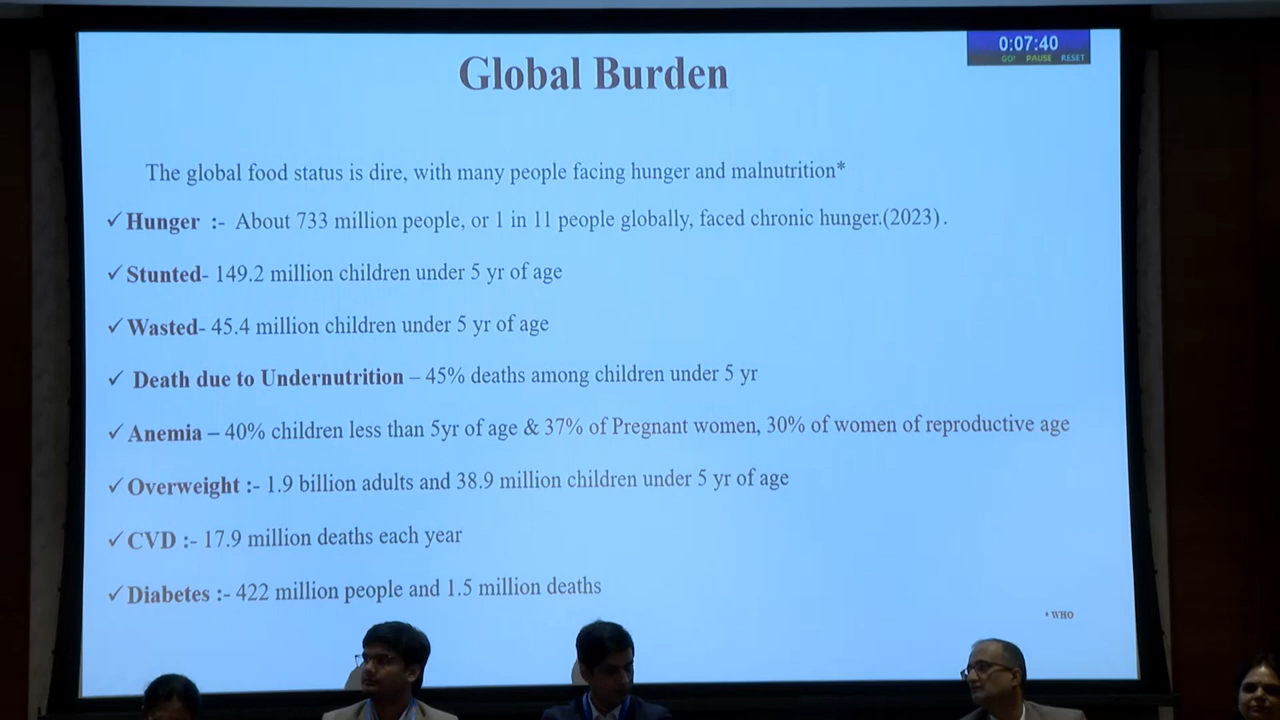 0:07:40
GO! PAUSE RESET
Global Burden
The global food status is dire, with many people facing hunger and malnutrition*
✓ Hunger :- About 733 million people, or 1 in 11 people globally, faced chronic hunger.(2023).
✓ Stunted- 149.2 million children under 5 yr of age
✓ Wasted- 45.4 million children under 5 yr of age
✓ Death due to Undernutrition – 45% deaths among children under 5 yr
✓ Anemia – 40% children less than 5yr of age & 37% of Pregnant women, 30% of women of reproductive age
✓ Overweight :- 1.9 billion adults and 38.9 million children under 5 yr of age
✓ CVD :- 17.9 million deaths each year
✓ Diabetes :- 422 million people and 1.5 million deaths
* WHO